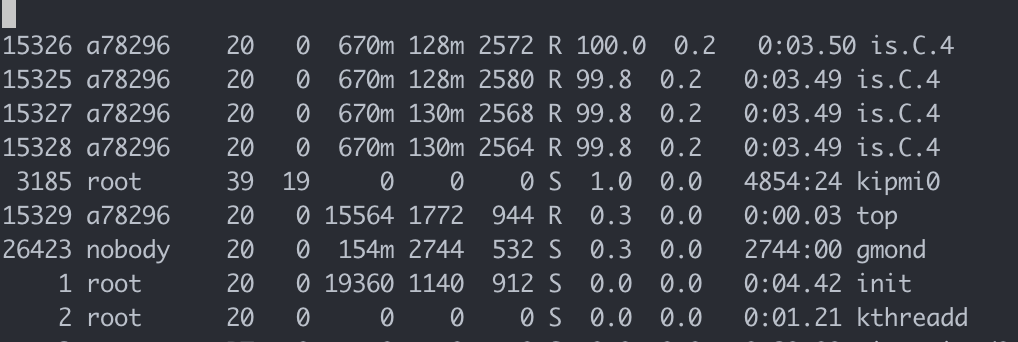 15326 a78296 20 0 670m 128m 2572 R 100.0 0.2 0:03.50 is.C.4
15325 a78296 20 0 670m 128m 2580 R 99.8 0.2 0:03.49 is.C.4
15327 a78296 20 0 670m 130m 2568 R 99.8 0.2 0:03.49 is.C.4
15328 a78296 20 0 670m 130m 2564 R 99.8 0.2 0:03.49 is.C.4
3185 root 39 19 0 0 0 S 1.0 0.0 4854:24 kipmi0
15329 a78296 20 0 15564 1772 944 R 0.3 0.0 0:00.03 top
26423 nobody 20 0 154m 2744 532 S 0.3 0.0 2744:00 gmond
1 root 20 0 19360 1140 912 S 0.0 0.0 0:04.42 init
2 root 20 0 0 0 0 S 0.0 0.0 0:01.21 kthreadd